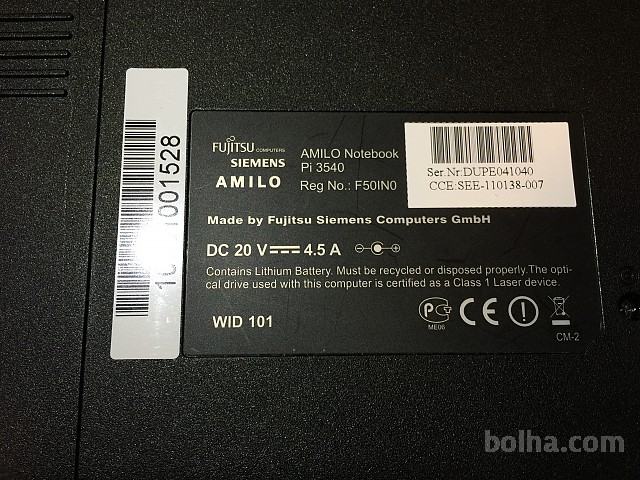 FUJITSU COMPUTERS
SIEMENS
AMILO
AMILO Notebook
Pi 3540
Reg No.: F50IN0
Ser.Nr:DUPE041040
CCE:SEE-110138-007
Made by Fujitsu Siemens Computers GmbH
DC 20 V 4.5 A
Contains Lithium Battery. Must be recycled or disposed properly.The opti-
cal drive used with this computer is certified as a Class 1 Laser device.
WID 101
ME06
CE
CM-2
001528
bolha.com